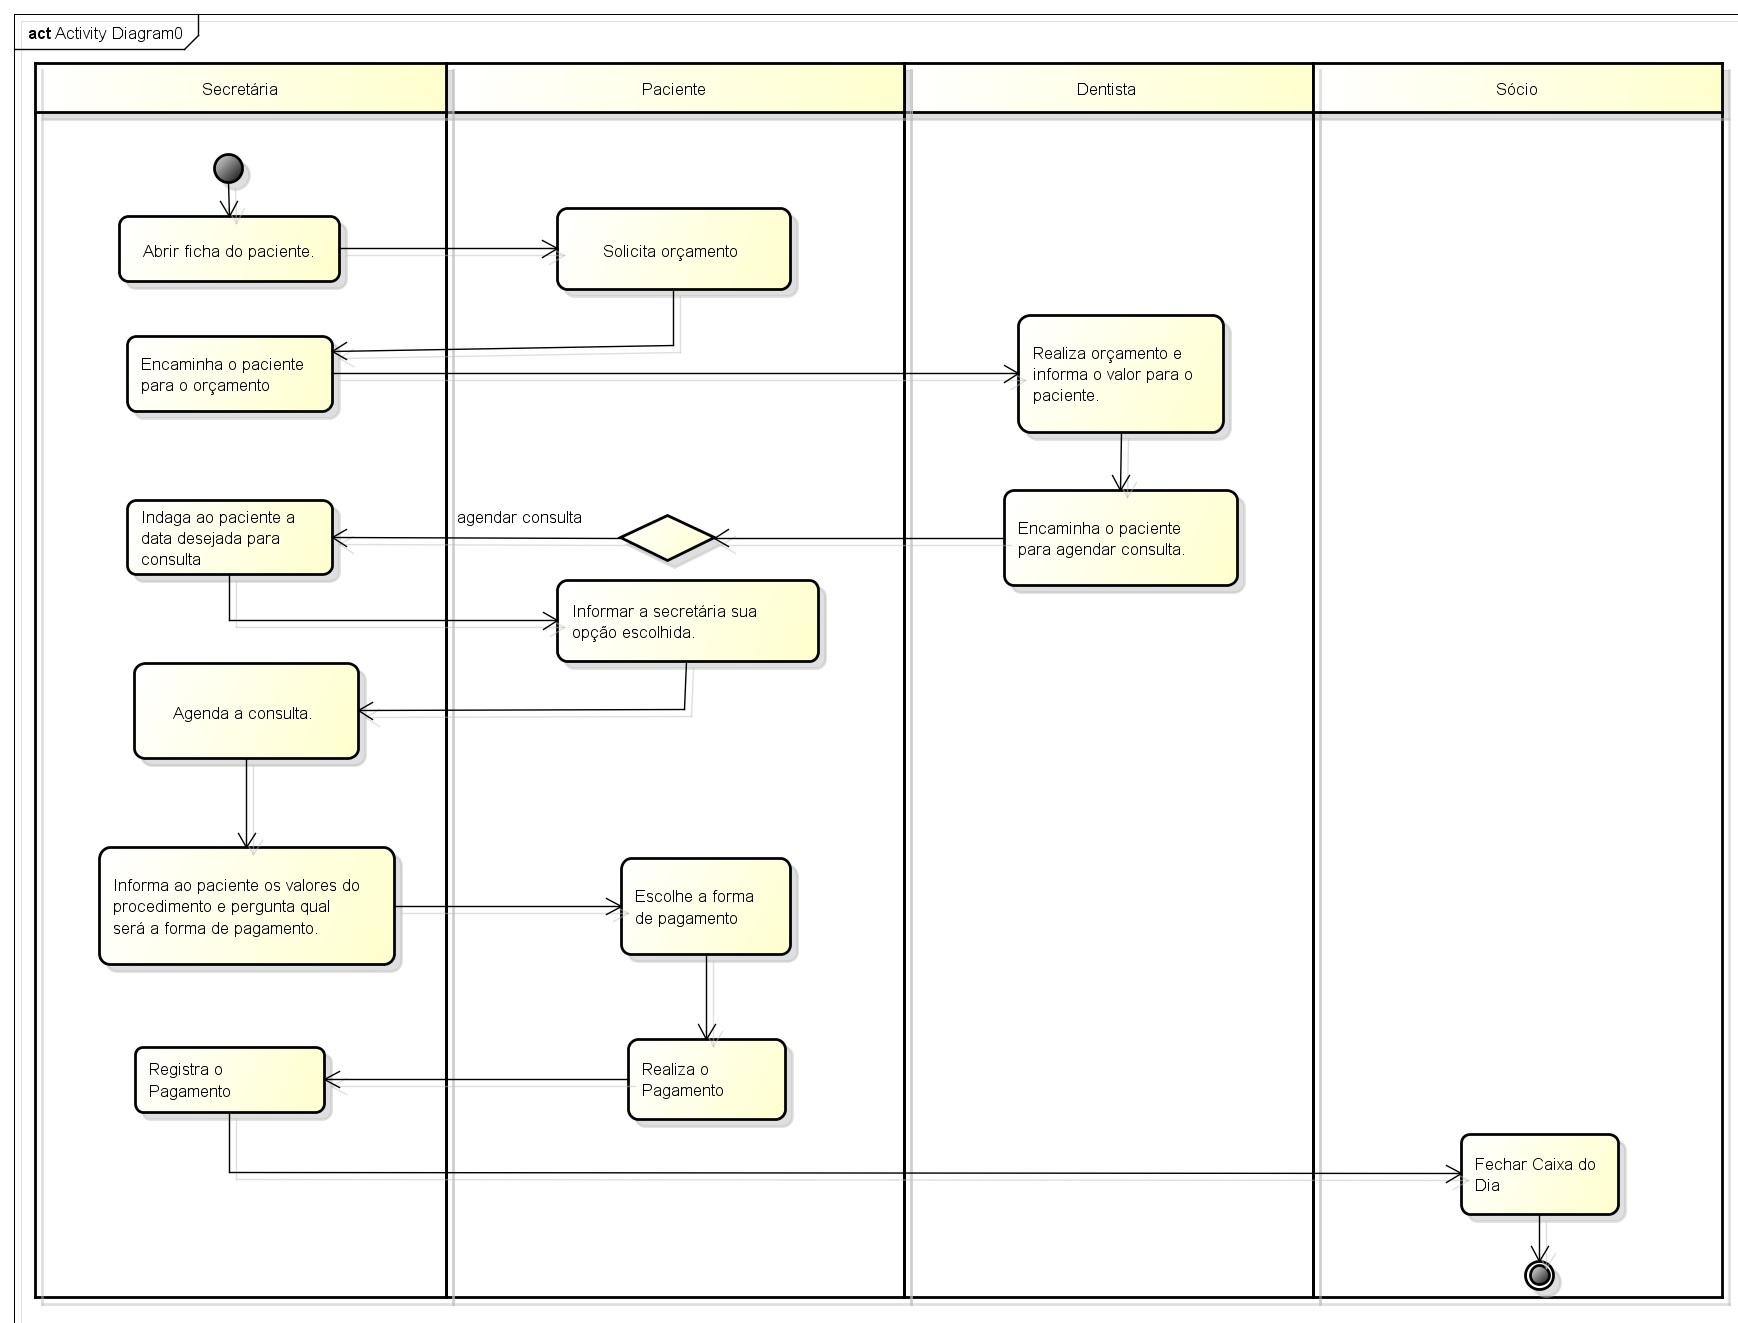 act Activity Diagram0
Secretária
Paciente
Dentista
Sócio
Abrir ficha do paciente.
Solicita orçamento
Encaminha o paciente
para o orçamento
Realiza orçamento e
informa o valor para o
paciente.
Encaminha o paciente
para agendar consulta.
agendar consulta
Indaga ao paciente a
data desejada para
consulta
Informar a secretária sua
opção escolhida.
Agenda a consulta.
Informa ao paciente os valores do
procedimento e pergunta qual
será a forma de pagamento.
Escolhe a forma
de pagamento
Realiza o
Pagamento
Registra o
Pagamento
Fechar Caixa do
Dia